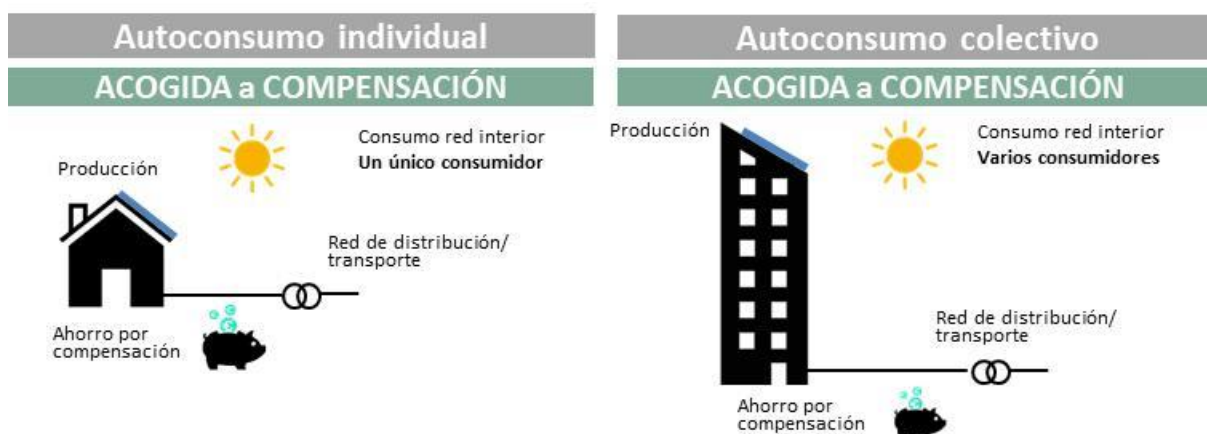 Autoconsumo individual
ACOGIDA a COMPENSACIÓN
Consumo red interior
Un único consumidor
Producción
Red de distribución/
transporte
Ahorro por
compensación
Autoconsumo colectivo
ACOGIDA a COMPENSACIÓN
Producción
Consumo red interior
Varios consumidores
Red de distribución/
transporte
Ahorro por
compensación